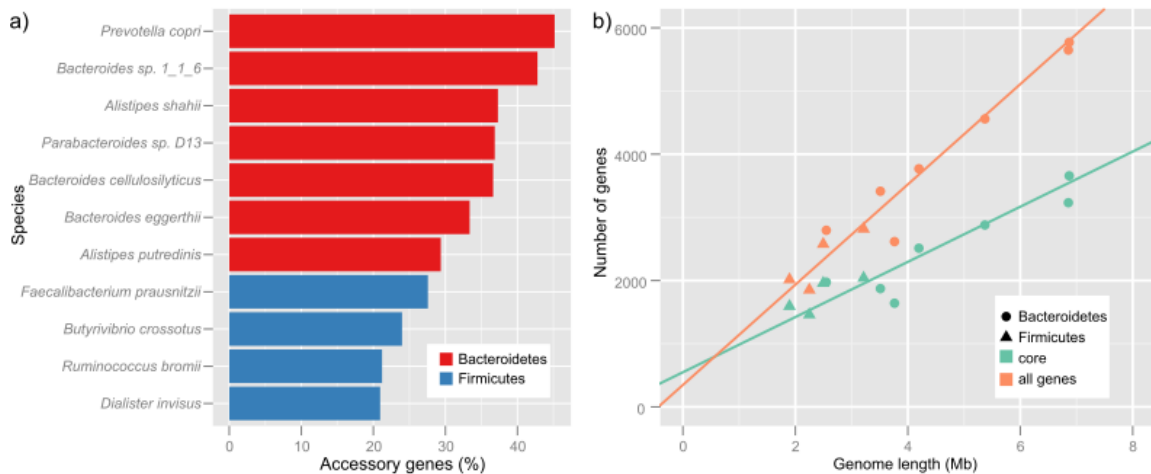 a)
Species
Prevotella copri
Bacteroides sp. 1_1_6
Alistipes shahii
Parabacteroides sp. D13
Bacteroides cellulosilyticus
Bacteroides eggerthii
Alistipes putredinis
Faecalibacterium prausnitzii
Butyrivibrio crossotus
Ruminococcus bromii
Dialister invisus
Bacteroidetes
Firmicutes
0 10 20 30 40
Accessory genes (%)
b)
Number of genes
6000
4000
2000
0
Bacteroidetes
Firmicutes
core
all genes
0 2 4 6 8
Genome length (Mb)